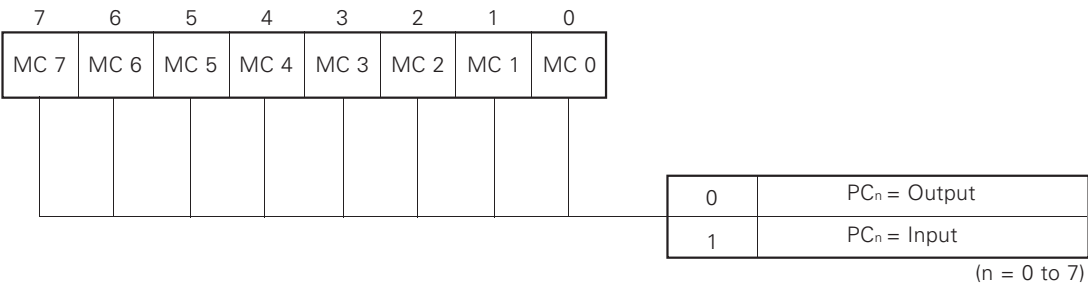 7 6 5 4 3 2 1 0
MC 7 MC 6 MC 5 MC 4 MC 3 MC 2 MC 1 MC 0
0 PCn = Output
1 PCn = Input
(n = 0 to 7)